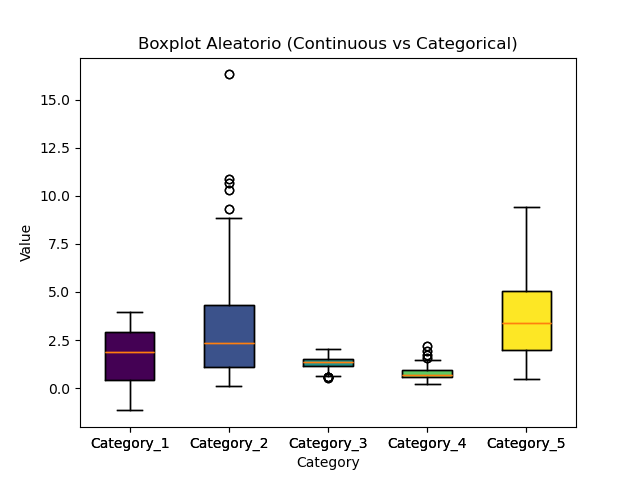 Boxplot Aleatorio (Continuous vs Categorical)
15.0
12.5
10.0
7.5
5.0
2.5
0.0
Value
Category_1 Category_2 Category_3 Category_4 Category_5
Category